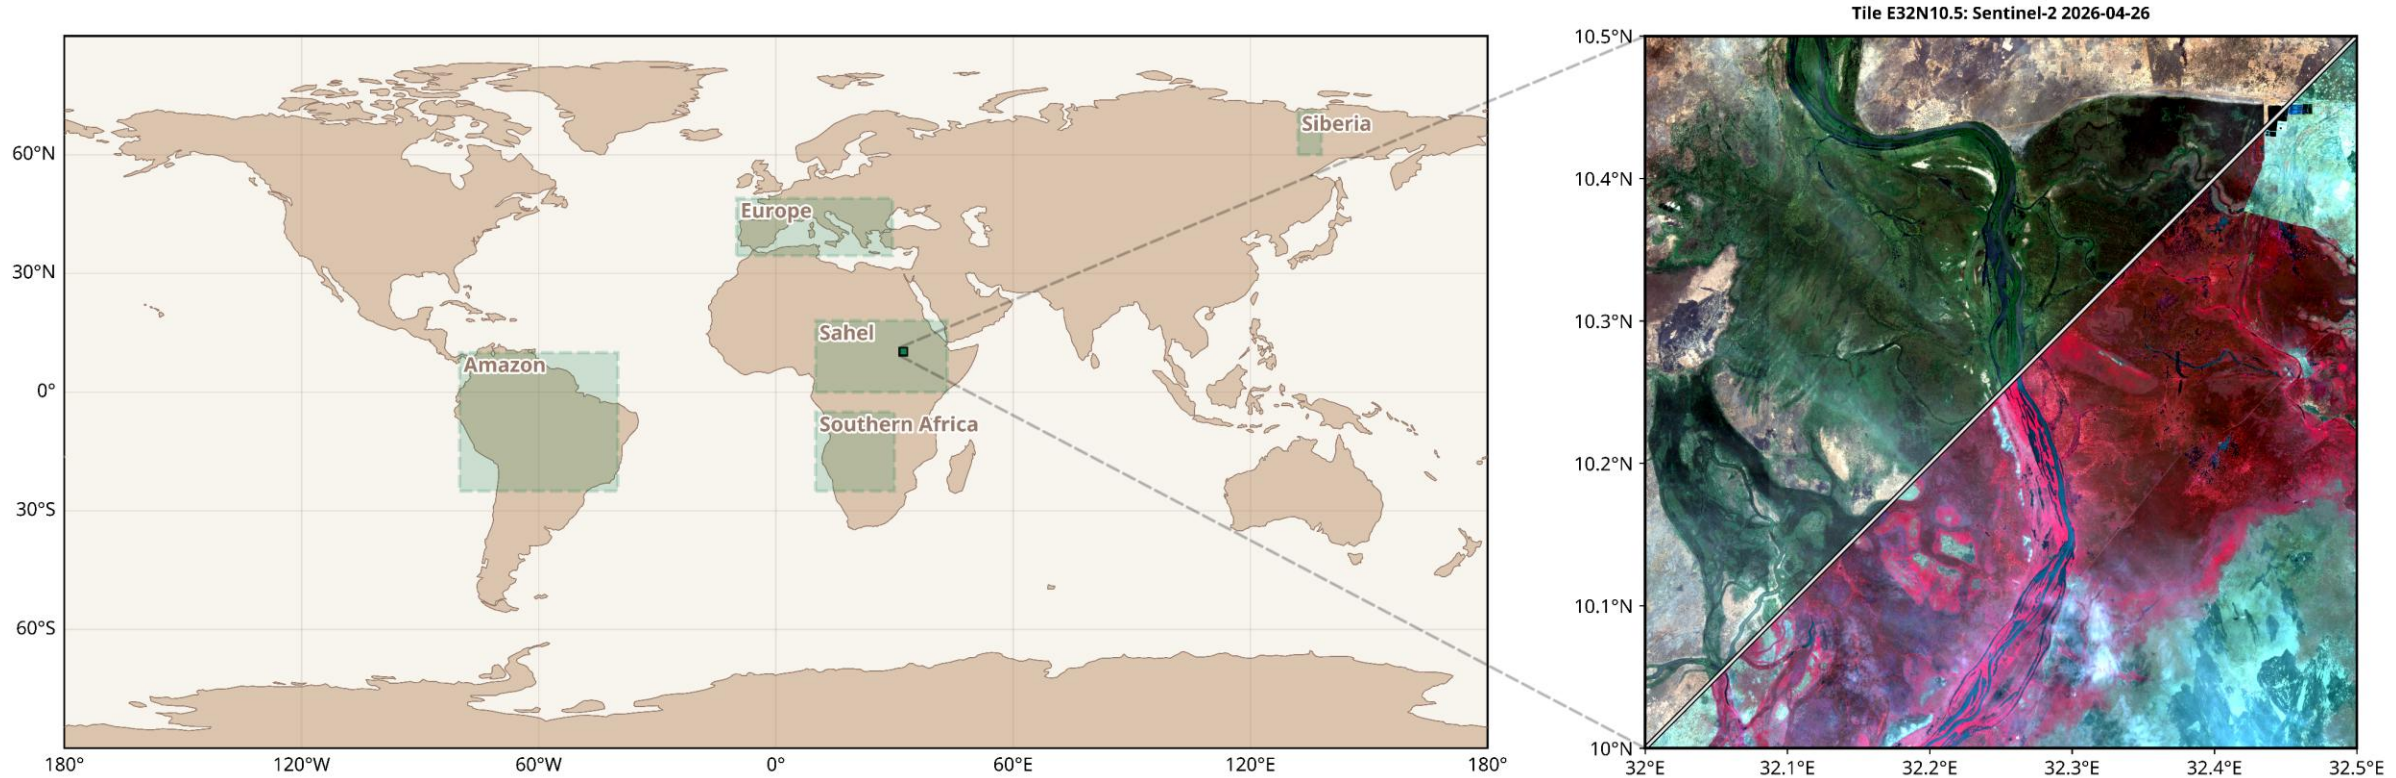 Tile E32N10.5: Sentinel-2 2026-04-26
60°N
30°N
0°
30°S
60°S
180°
120°W
60°W
0°
60°E
120°E
180°
Siberia
Europe
Sahel
Amazon
Southern Africa
10.5°N
10.4°N
10.3°N
10.2°N
10.1°N
10°N
32°E
32.1°E
32.2°E
32.3°E
32.4°E
32.5°E